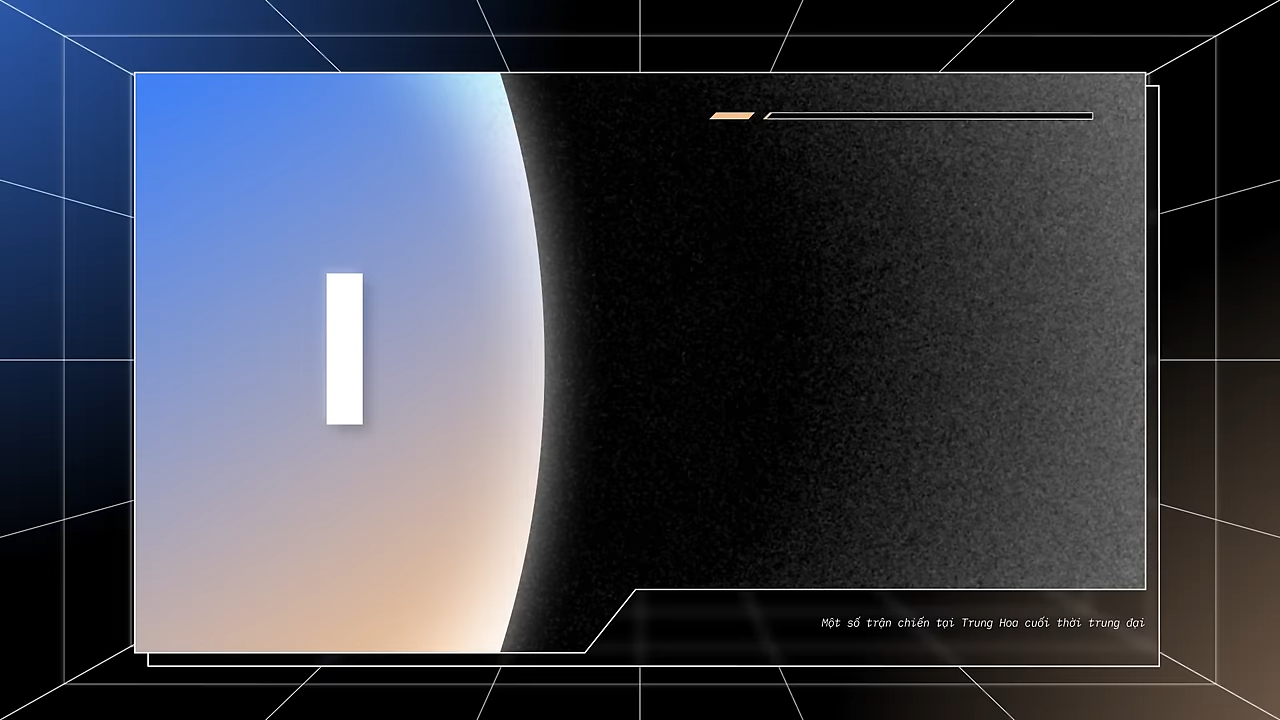 I
Một số trận chiến tại Trung Hoa cuối thời trung đại